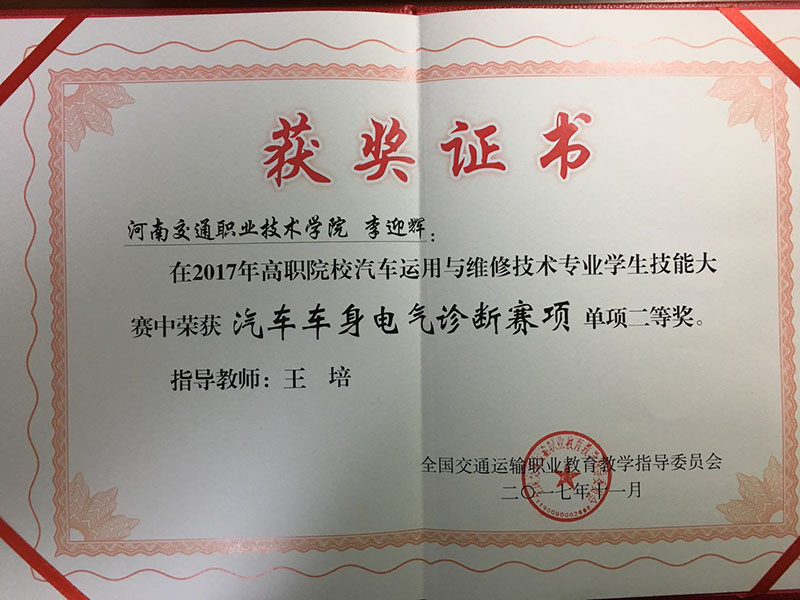 获奖证书
河南交通职业技术学院 李迎辉：
在2017年高职院校汽车运用与维修技术专业学生技能大
赛中荣获 汽车车身电气诊断赛项 单项二等奖。
指导教师：王 培
全国交通运输职业教育教学指导委员会
二〇一七年十一月